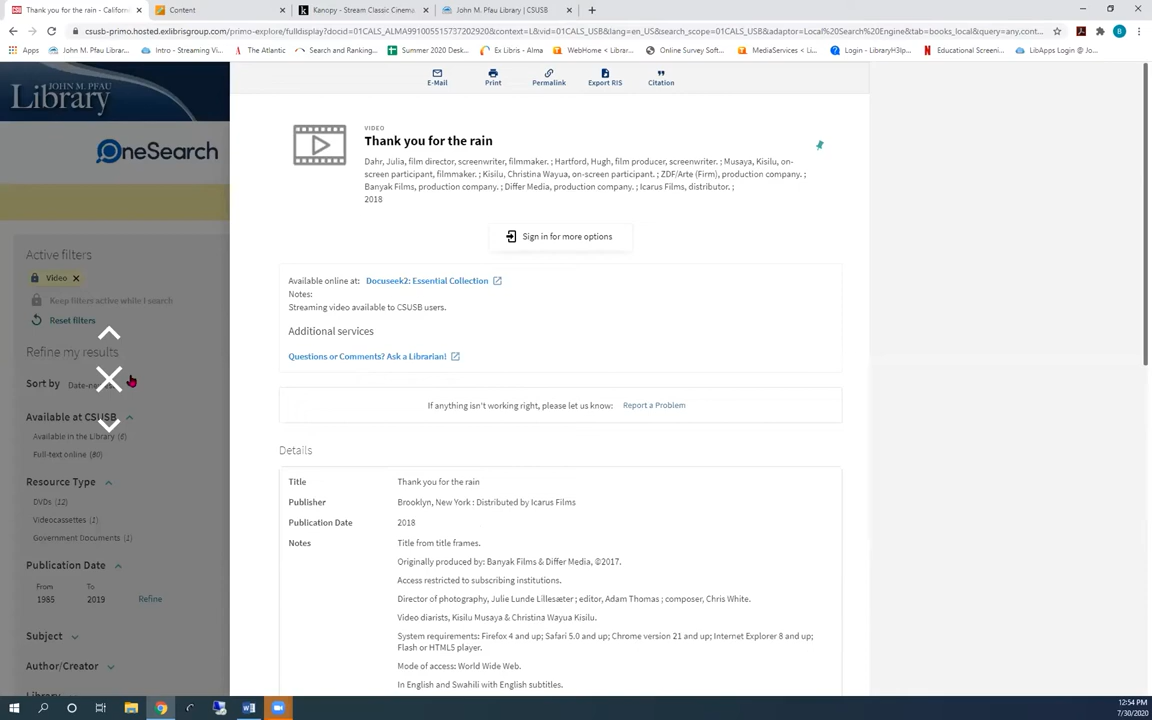 Thank you for the rain - Californ
Content
Kanopy - Stream Classic Cinema
John M. Pfau Library | CSUSB
csusb-primo.hosted.exlibrisgroup.com/primo-explore/fulldisplay?docid=01CALS_ALMA991005515737202920&context=L&vid=01CALS_USB&lang=en_US&search_scope=01CALS_USB&adaptor=Local%20Search%20Engine&tab=books_local&query=any,cont...
B
Apps
John M. Pfau Librar...
Intro - Streaming Vi...
The Atlantic
Search and Ranking...
Summer 2020 Desk...
Ex Libris - Alma
WebHome < Librar...
Online Survey Soft...
MediaServices < Li...
Login - LibraryH3lp...
Educational Screeni...
LibApps Login @ Jo...
JOHN M. PFAU
Library
OneSearch
Active filters
Video
Keep filters active while I search
Reset filters
Refine my results
Sort by
Available at CSUSB
Available in the Library (6)
Full-text online (80)
Resource Type
DVDs (12)
Videocassettes (1)
Government Documents (1)
Publication Date
From To
1985 2019 Refine
Subject
Author/Creator
E-Mail
Print
Permalink
Export RIS
Citation
VIDEO
Thank you for the rain
Dahr, Julia, film director, screenwriter, filmmaker. ; Hartford, Hugh, film producer, screenwriter. ; Musaya, Kisilu, on-
screen participant, filmmaker. ; Kisilu, Christina Wayua, on-screen participant. ; ZDF/Arte (Firm), production company. ;
Banyak Films, production company. ; Differ Media, production company. ; Icarus Films, distributor. ;
2018
Sign in for more options
Available online at: Docuseek2: Essential Collection
Notes:
Streaming video available to CSUSB users.
Additional services
Questions or Comments? Ask a Librarian!
If anything isn't working right, please let us know: Report a Problem
Details
Title Thank you for the rain
Publisher Brooklyn, New York : Distributed by Icarus Films
Publication Date 2018
Notes Title from title frames.
Originally produced by: Banyak Films & Differ Media, ©2017.
Access restricted to subscribing institutions.
Director of photography, Julie Lunde Lillesæter ; editor, Adam Thomas ; composer, Chris White.
Video diarists, Kisilu Musaya & Christina Wayua Kisilu.
System requirements: Firefox 4 and up; Safari 5.0 and up; Chrome version 21 and up; Internet Explorer 8 and up;
Flash or HTML5 player.
Mode of access: World Wide Web.
In English and Swahili with English subtitles.
12:54 PM
7/30/2020